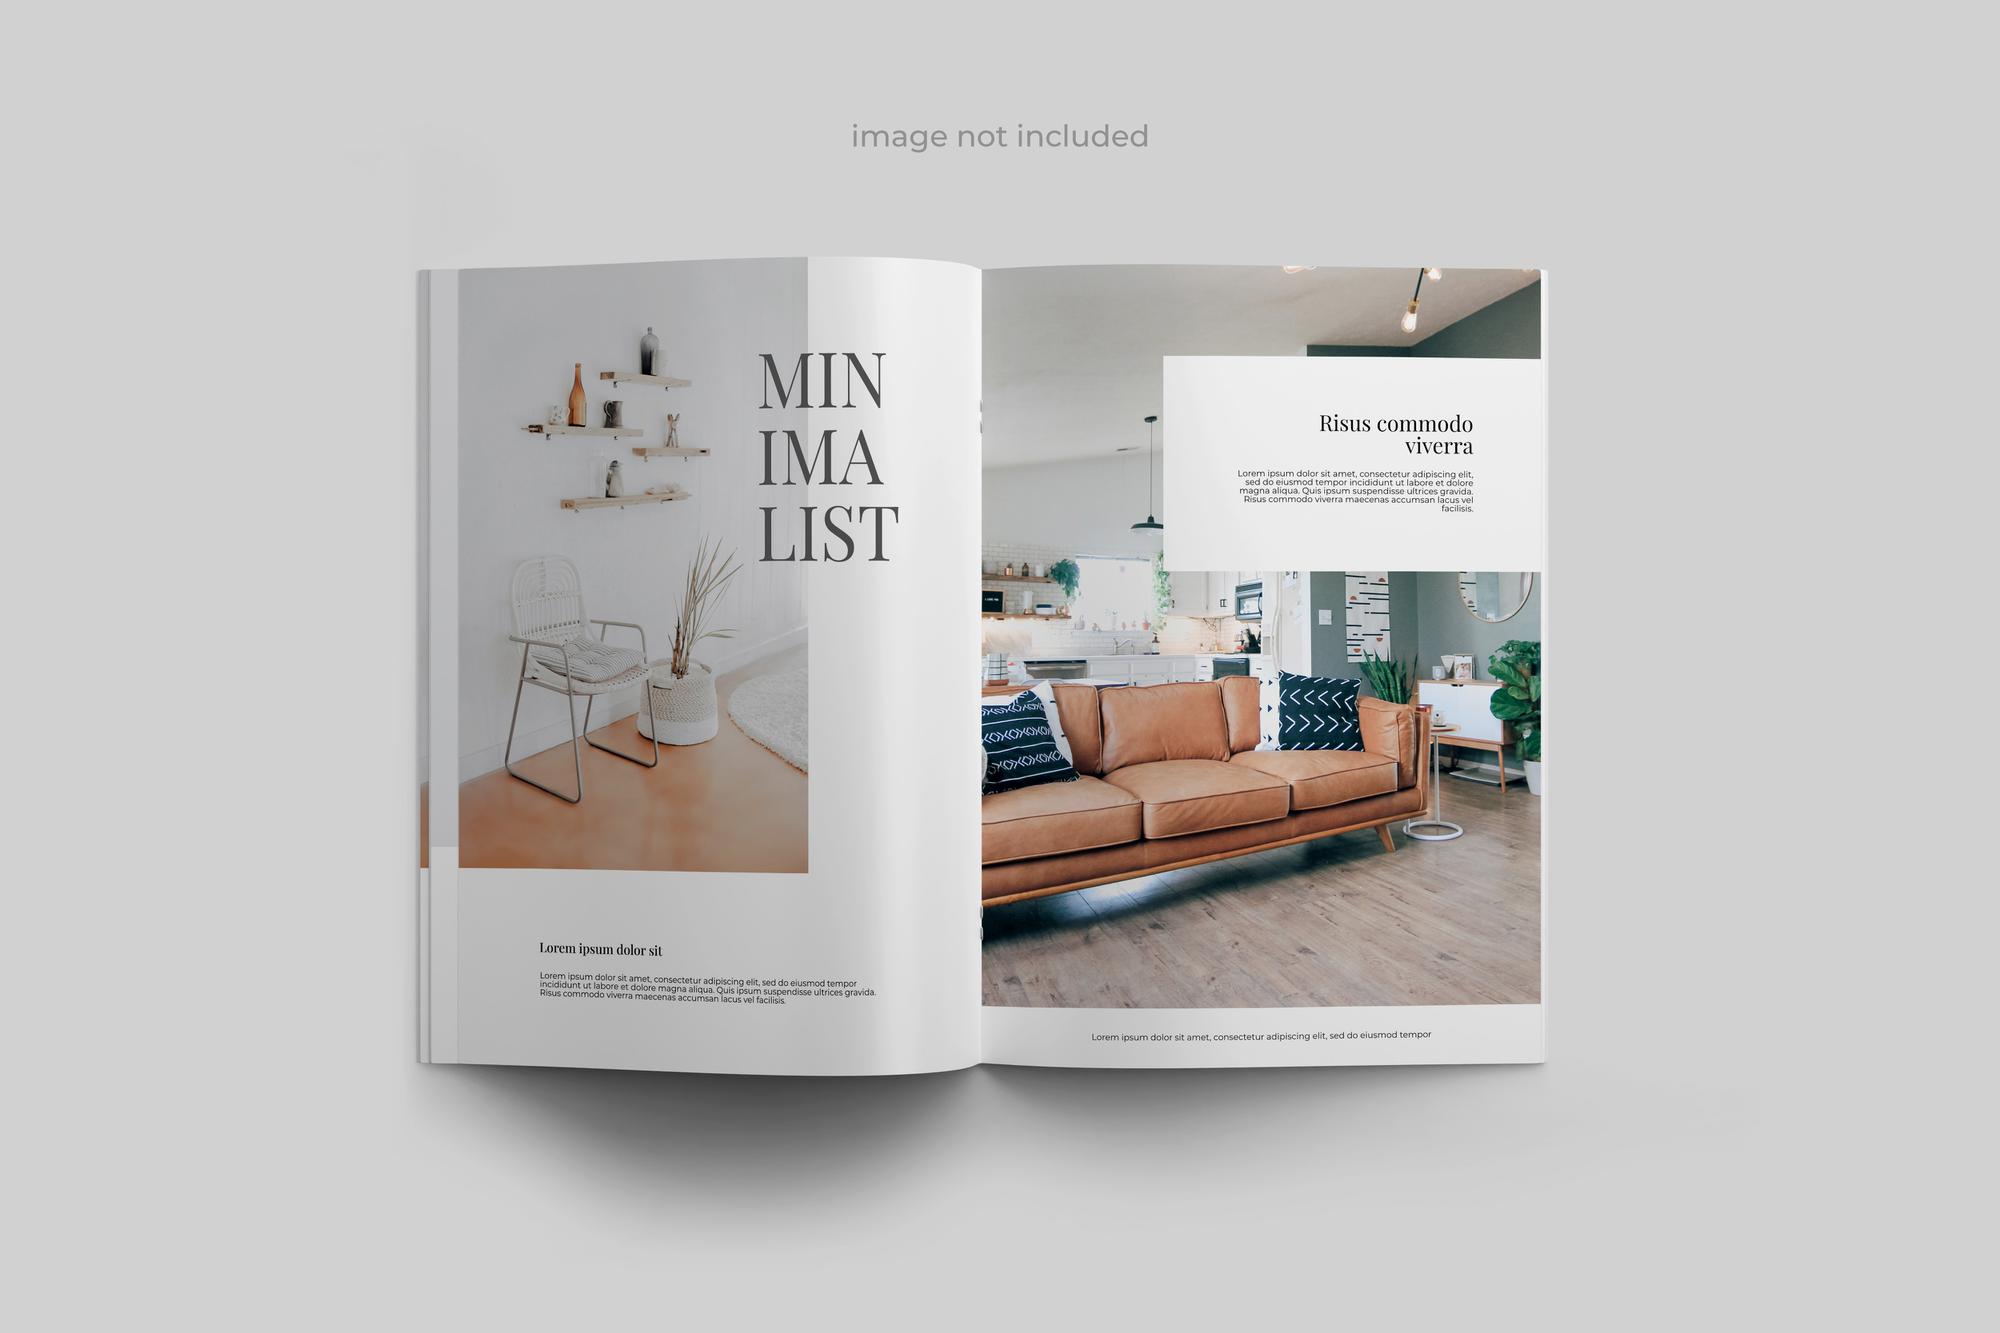 image not included
MIN
IMA
LIST
Lorem ipsum dolor sit
Lorem ipsum dolor sit amet, consectetur adipiscing elit, sed do eiusmod tempor
incididunt ut labore et dolore magna aliqua. Quis ipsum suspendisse ultrices gravida.
Risus commodo viverra maecenas accumsan lacus vel facilisis.
Risus commodo
viverra
Lorem ipsum dolor sit amet, consectetur adipiscing elit,
sed do eiusmod tempor incididunt ut labore et dolore
magna aliqua. Quis ipsum suspendisse ultrices gravida.
Risus commodo viverra maecenas accumsan lacus vel
facilisis.
Lorem ipsum dolor sit amet, consectetur adipiscing elit, sed do eiusmod tempor